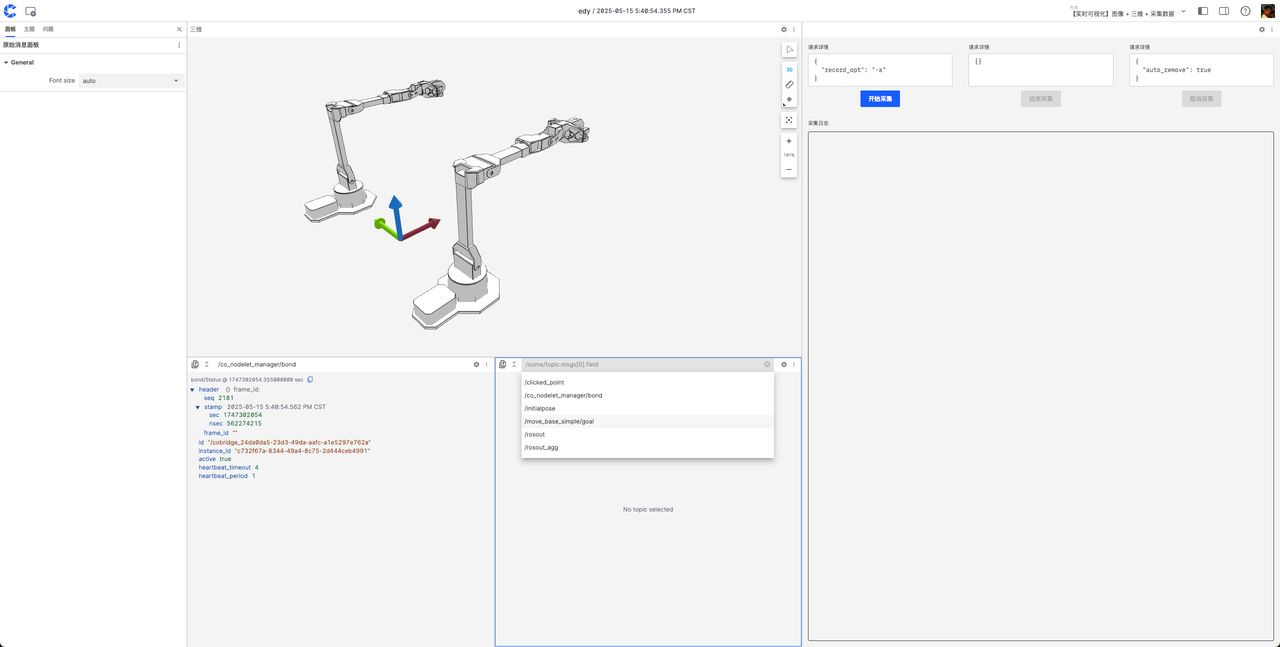 edy / 2025-05-15 5:40:54.355 PM CST
【实时可视化】图像 + 三维 + 采集数据
面板 主题 问题
原始消息面板
General
Font size auto
三维
3D
请求详情
{
"record_opt": "-a"
}
开始采集
请求详情
{}
结束采集
请求详情
{
"auto_remove": true
}
取消采集
采集日志
/co_nodelet_manager/bond
bond/Status @ 1747302054.355000000 sec
header {} frame_id:
seq 2181
stamp 2025-05-15 5:40:54.562 PM CST
sec 1747302054
nsec 562274215
frame_id ""
id "/cobridge_24da0da5-23d3-49da-aafc-a1e5297e762a"
instance_id "c732f67a-8344-49a4-8c75-2d444ceb4991"
active true
heartbeat_timeout 4
heartbeat_period 1
/some/topic.msgs[0].field
/clicked_point
/co_nodelet_manager/bond
/initialpose
/move_base_simple/goal
/rosout
/rosout_agg
No topic selected